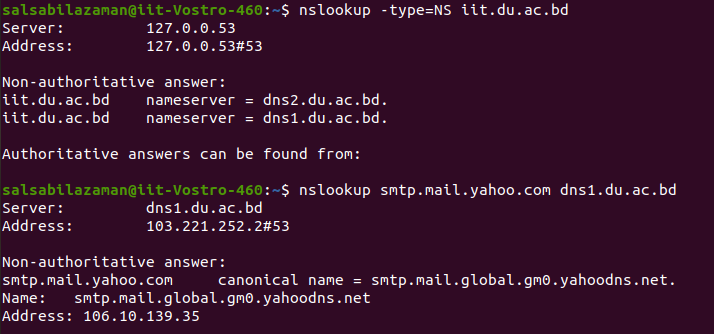 salsabilazaman@iit-Vostro-460:~$ nslookup -type=NS iit.du.ac.bd
Server: 127.0.0.53
Address: 127.0.0.53#53
Non-authoritative answer:
iit.du.ac.bd nameserver = dns2.du.ac.bd.
iit.du.ac.bd nameserver = dns1.du.ac.bd.
Authoritative answers can be found from:
salsabilazaman@iit-Vostro-460:~$ nslookup smtp.mail.yahoo.com dns1.du.ac.bd
Server: dns1.du.ac.bd
Address: 103.221.252.2#53
Non-authoritative answer:
smtp.mail.yahoo.com canonical name = smtp.mail.global.gm0.yahoodns.net.
Name: smtp.mail.global.gm0.yahoodns.net
Address: 106.10.139.35